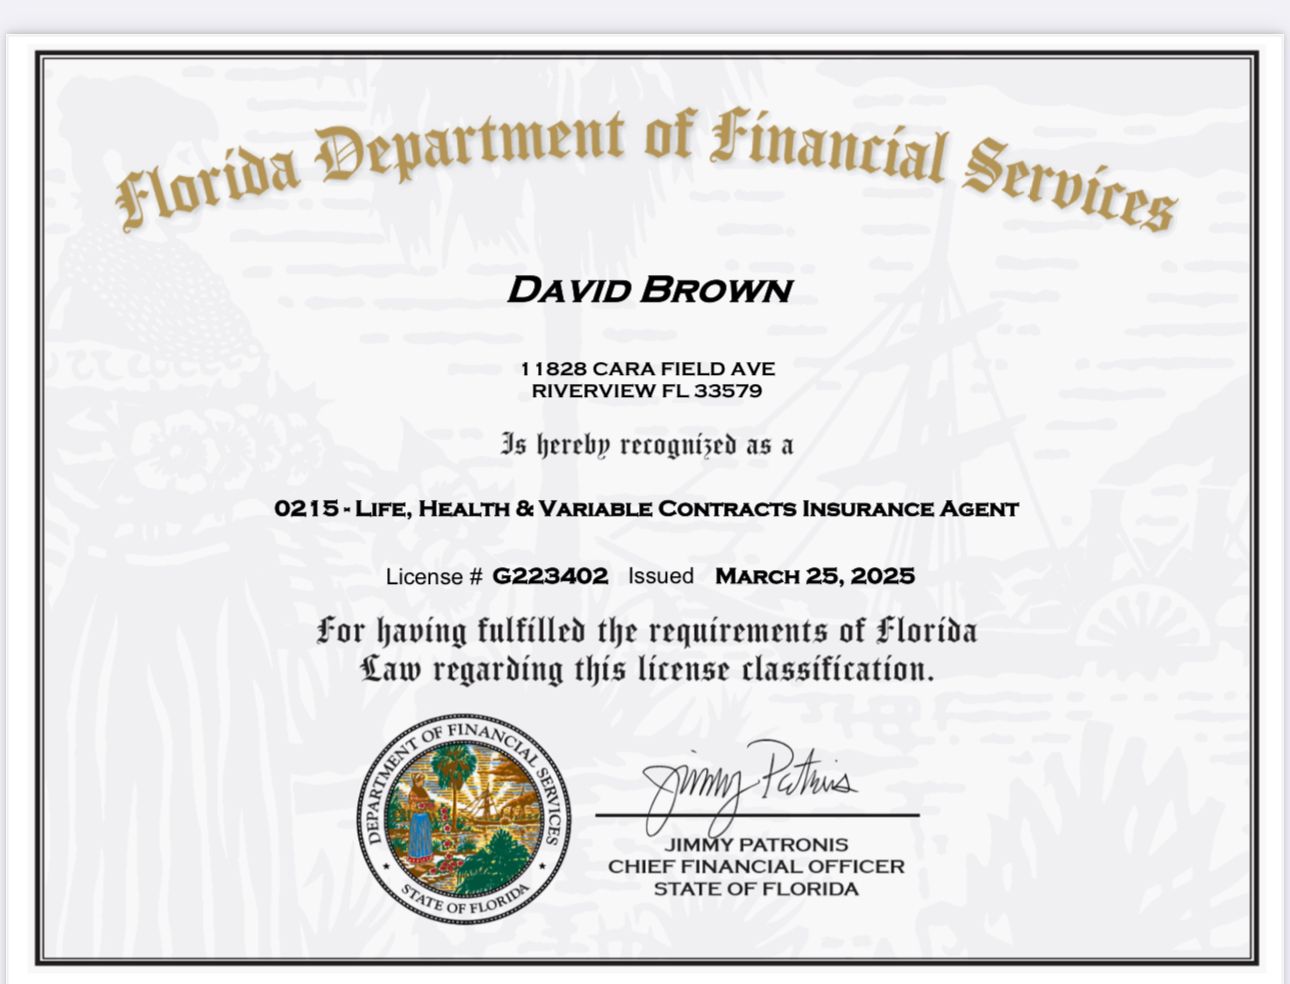 Florida Department of Financial Services
DAVID BROWN
11828 CARA FIELD AVE
RIVERVIEW FL 33579
Is hereby recognized as a
0215 - LIFE, HEALTH & VARIABLE CONTRACTS INSURANCE AGENT
License # G223402 Issued MARCH 25, 2025
For having fulfilled the requirements of Florida
Law regarding this license classification.
DEPARTMENT OF FINANCIAL SERVICES
STATE OF FLORIDA
Jimmy Patronis
JIMMY PATRONIS
CHIEF FINANCIAL OFFICER
STATE OF FLORIDA